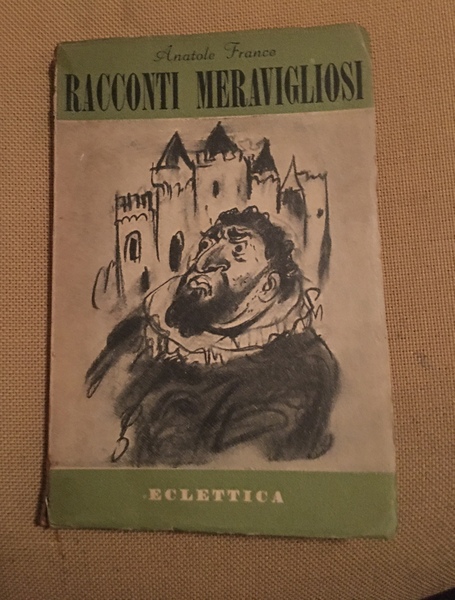 Anatole France
RACCONTI MERAVIGLIOSI
ECLETTICA